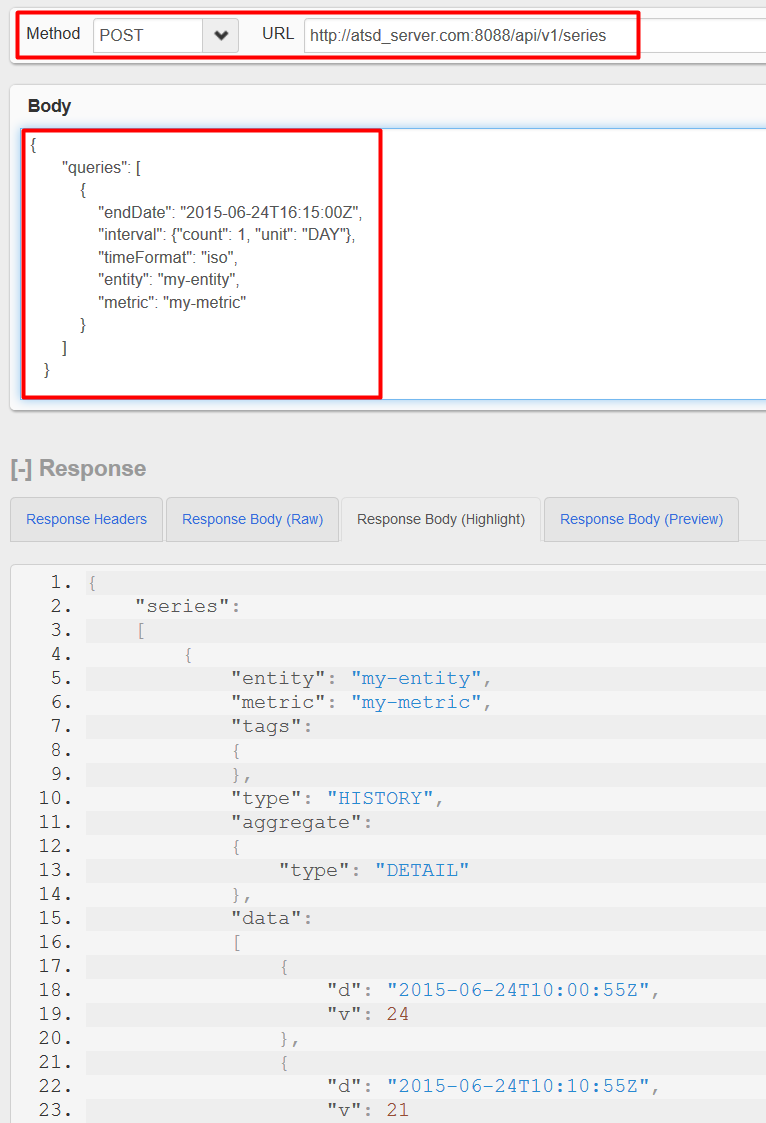 Method POST URL http://atsd_server.com:8088/api/v1/series
Body
{
"queries": [
{
"endDate": "2015-06-24T16:15:00Z",
"interval": {"count": 1, "unit": "DAY"},
"timeFormat": "iso",
"entity": "my-entity",
"metric": "my-metric"
}
]
}
[-] Response
Response Headers Response Body (Raw) Response Body (Highlight) Response Body (Preview)
1. {
2. "series":
3. [
4. {
5. "entity": "my-entity",
6. "metric": "my-metric",
7. "tags":
8. {
9. },
10. "type": "HISTORY",
11. "aggregate":
12. {
13. "type": "DETAIL"
14. },
15. "data":
16. [
17. {
18. "d": "2015-06-24T10:00:55Z",
19. "v": 24
20. },
21. {
22. "d": "2015-06-24T10:10:55Z",
23. "v": 21